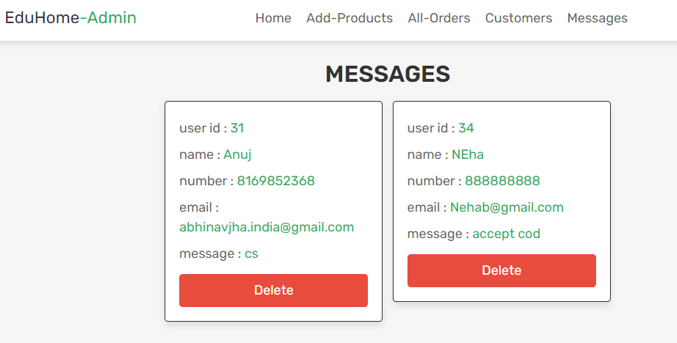 EduHome-Admin Home Add-Products All-Orders Customers Messages
MESSAGES
user id : 31
name : Anuj
number : 8169852368
email :
abhinavjha.india@gmail.com
message : cs
Delete
user id : 34
name : NEha
number : 888888888
email : Nehab@gmail.com
message : accept cod
Delete